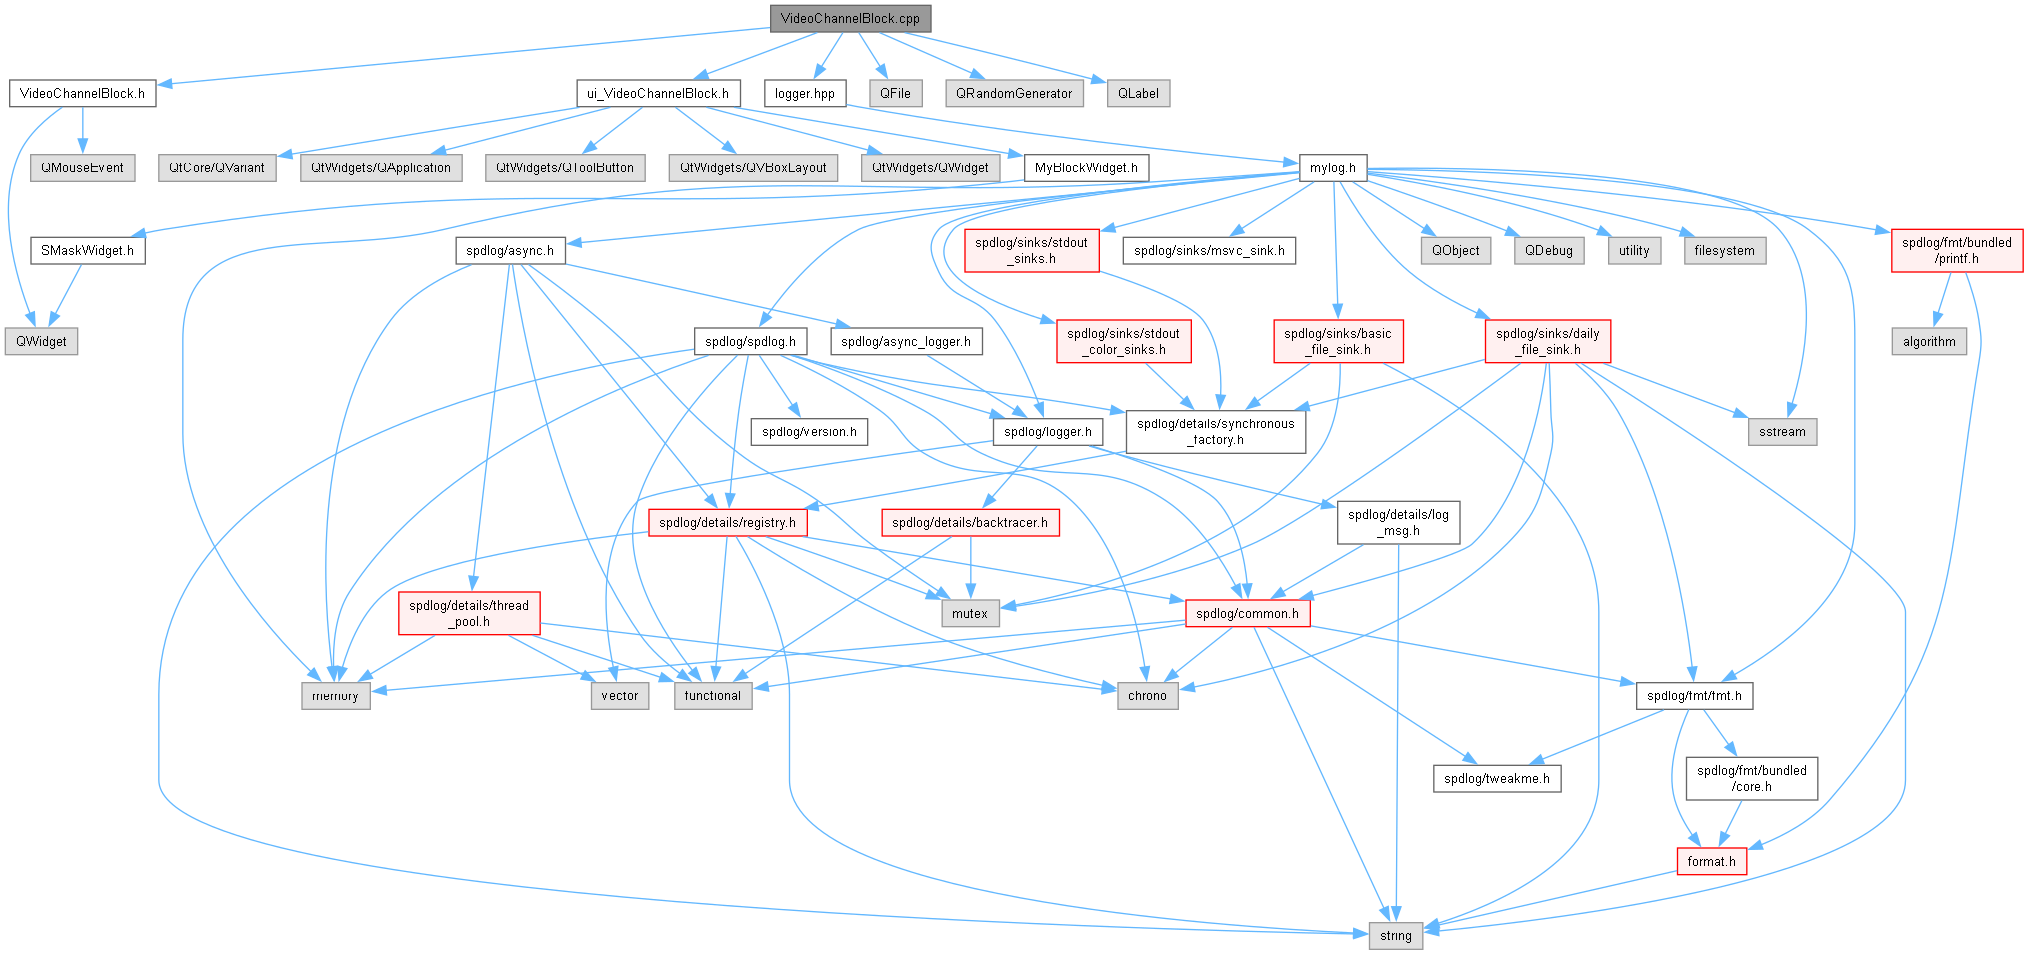 VideoChannelBlock.cpp
VideoChannelBlock.h
ui_VideoChannelBlock.h
logger.hpp
QFile
QRandomGenerator
QLabel
QMouseEvent
QtCore/QVariant
QtWidgets/QApplication
QtWidgets/QToolButton
QtWidgets/QVBoxLayout
QtWidgets/QWidget
MyBlockWidget.h
mylog.h
SMaskWidget.h
spdlog/async.h
spdlog/sinks/stdout
_sinks.h
spdlog/sinks/msvc_sink.h
QObject
QDebug
utility
filesystem
spdlog/fmt/bundled
/printf.h
QWidget
spdlog/spdlog.h
spdlog/async_logger.h
spdlog/sinks/stdout
_color_sinks.h
spdlog/sinks/basic
_file_sink.h
spdlog/sinks/daily
_file_sink.h
algorithm
spdlog/version.h
spdlog/logger.h
spdlog/details/synchronous
_factory.h
sstream
spdlog/details/registry.h
spdlog/details/backtracer.h
spdlog/details/log
_msg.h
spdlog/details/thread
_pool.h
mutex
spdlog/common.h
memory
vector
functional
chrono
spdlog/fmt/fmt.h
spdlog/tweakme.h
spdlog/fmt/bundled
/core.h
format.h
string